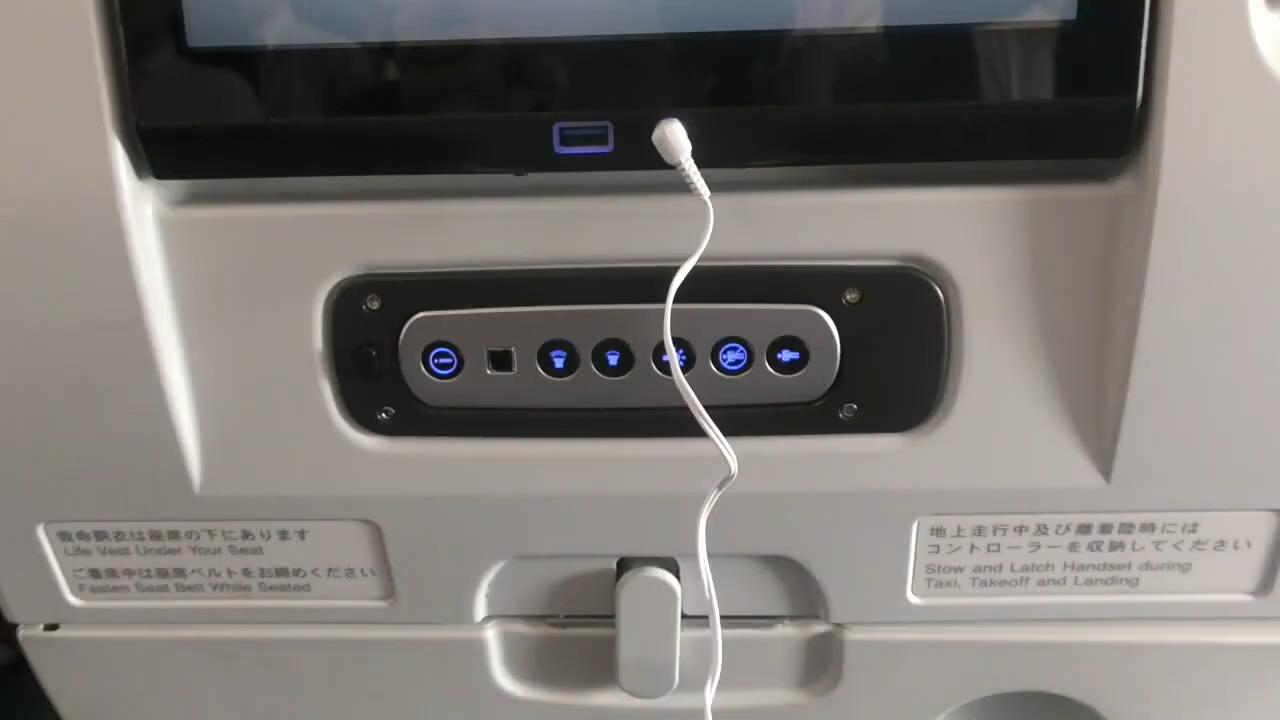 救命胴衣は座席の下にあります
Life Vest Under Your Seat
ご着席中は座席ベルトをお締めください
Fasten Seat Belt While Seated
地上走行中及び離着陸時には
コントローラーを収納してください
Stow and Latch Handset during
Taxi, Takeoff and Landing